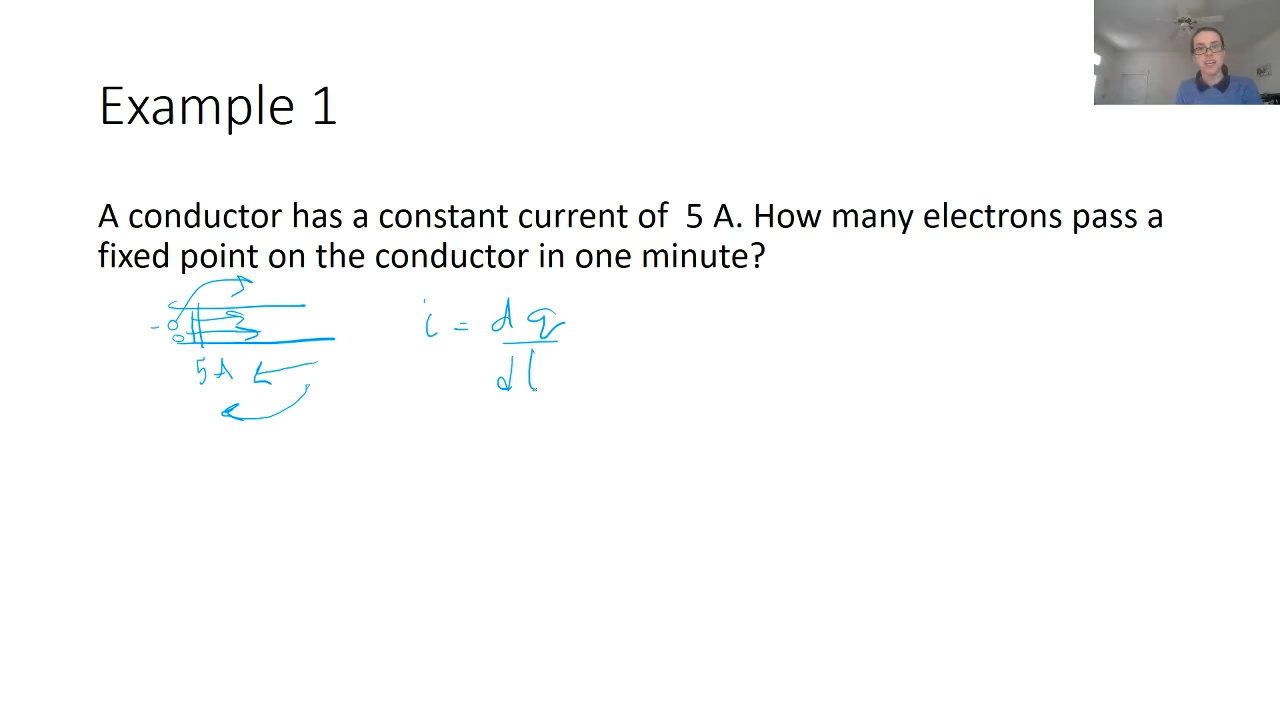 Example 1
A conductor has a constant current of 5 A. How many electrons pass a
fixed point on the conductor in one minute?
-
5 A
i = dq
d